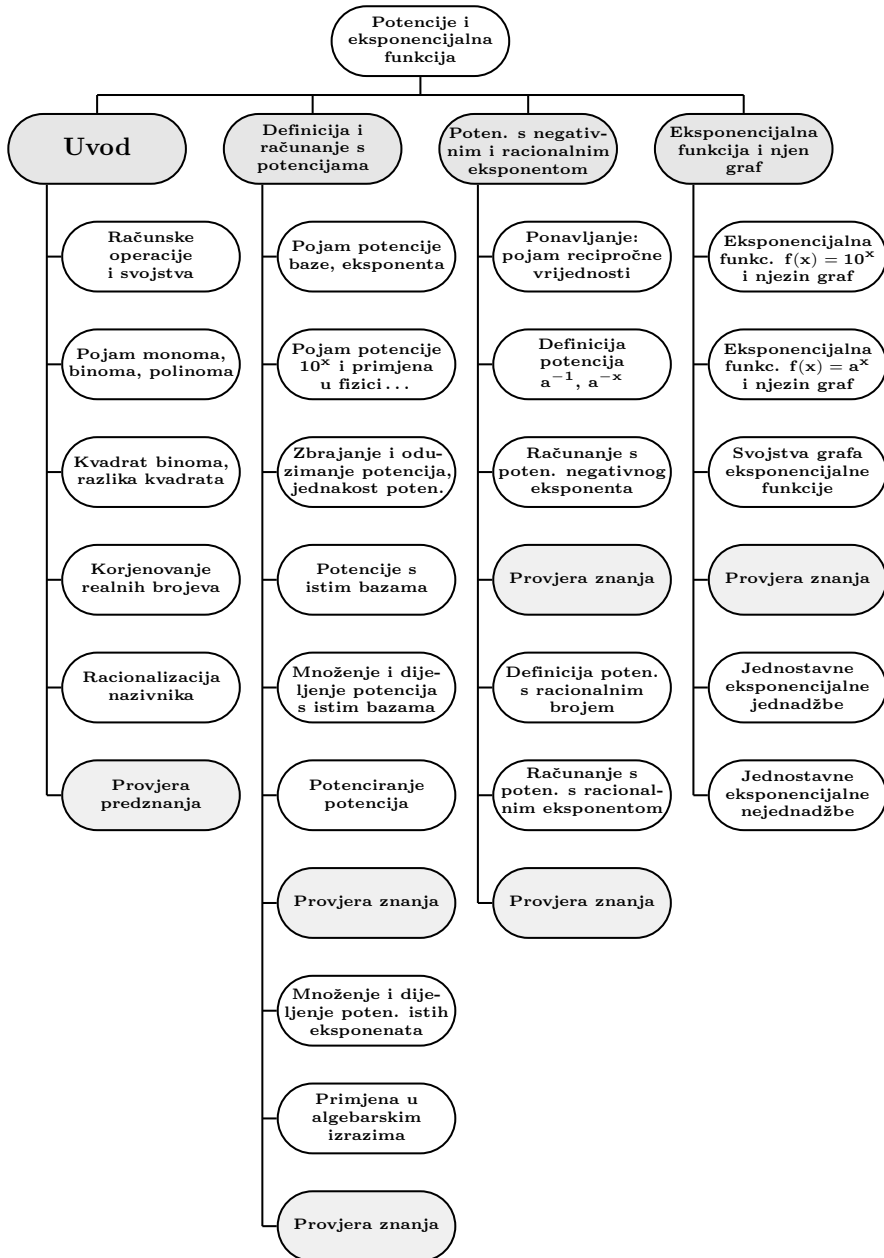 Potencije i
eksponencijalna
funkcija
Uvod
Računske
operacije
i svojstva
Pojam monoma,
binoma, polinoma
Kvadrat binoma,
razlika kvadrata
Korjenovanje
realnih brojeva
Racionalizacija
nazivnika
Provjera
predznanja
Definicija i
računanje s
potencijama
Pojam potencije
baze, eksponenta
Pojam potencije
10^x i primjena
u fizici...
Zbrajanje i odu-
zimanje potencija,
jednakost poten.
Potencije s
istim bazama
Množenje i dije-
ljenje potencija
s istim bazama
Potenciranje
potencija
Provjera znanja
Množenje i dije-
ljenje poten. istih
eksponenata
Primjena u
algebarskim
izrazima
Provjera znanja
Poten. s negativ-
nim i racionalnim
eksponentom
Ponavljanje:
pojam recipročne
vrijednosti
Definicija
potencija
a^−1, a^−x
Računanje s
poten. negativnog
eksponenta
Provjera znanja
Definicija poten.
s racionalnim
brojem
Računanje s
poten. s racional-
nim eksponentom
Provjera znanja
Eksponencijalna
funkcija i njen
graf
Eksponencijalna
funkc. f(x) = 10^x
i njezin graf
Eksponencijalna
funkc. f(x) = a^x
i njezin graf
Svojstva grafa
eksponencijalne
funkcije
Provjera znanja
Jednostavne
eksponencijalne
jednadžbe
Jednostavne
eksponencijalne
nejednadžbe